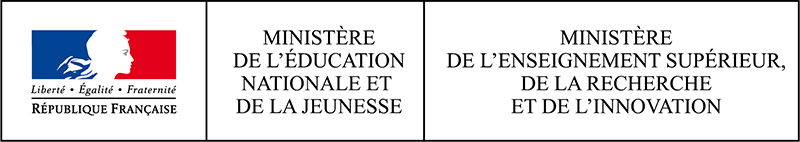 Liberté • Égalité • Fraternité
RÉPUBLIQUE FRANÇAISE
MINISTÈRE
DE L'ÉDUCATION
NATIONALE ET
DE LA JEUNESSE
MINISTÈRE
DE L'ENSEIGNEMENT SUPÉRIEUR,
DE LA RECHERCHE
ET DE L'INNOVATION